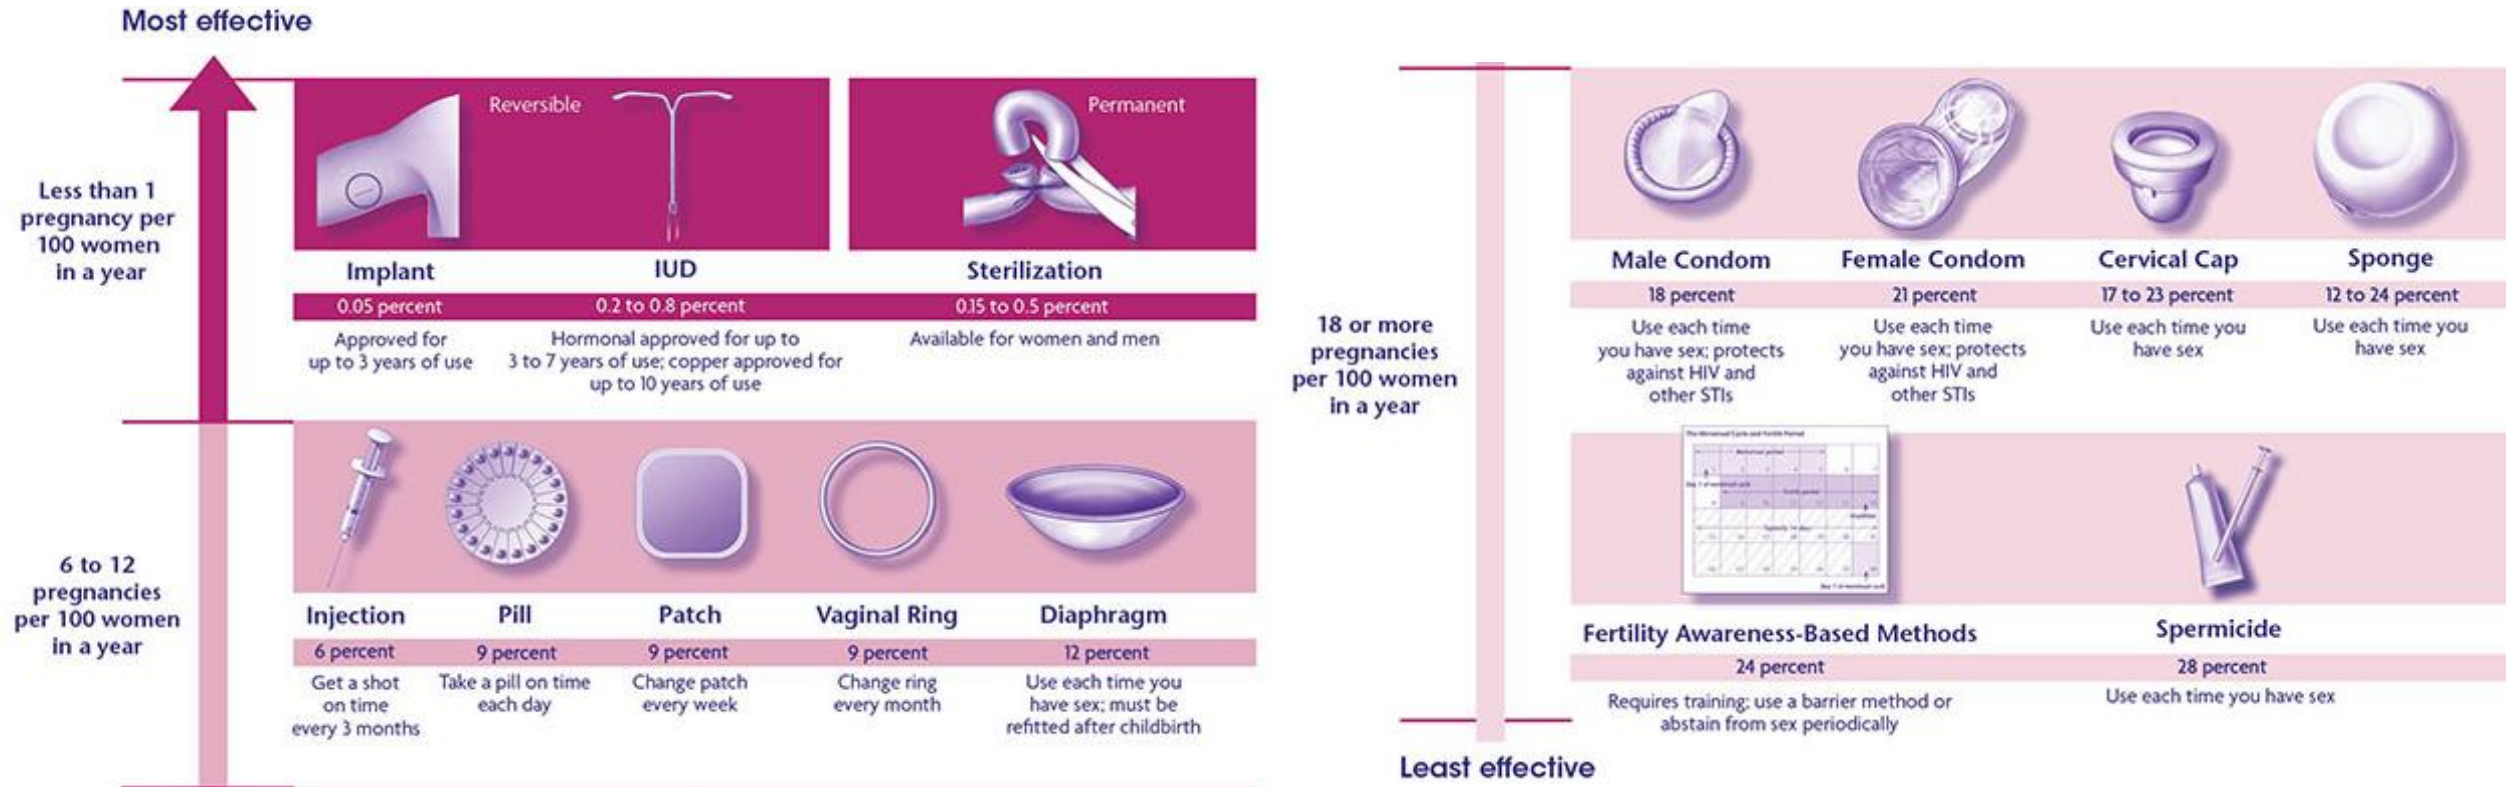 Most effective
Less than 1
pregnancy per
100 women
in a year
Reversible
Permanent
Implant
IUD
Sterilization
0.05 percent
0.2 to 0.8 percent
0.15 to 0.5 percent
Approved for
up to 3 years of use
Hormonal approved for up to
3 to 7 years of use; copper approved for
up to 10 years of use
Available for women and men
6 to 12
pregnancies
per 100 women
in a year
Injection
Pill
Patch
Vaginal Ring
Diaphragm
6 percent
9 percent
9 percent
9 percent
12 percent
Get a shot
on time
every 3 months
Take a pill on time
each day
Change patch
every week
Change ring
every month
Use each time you
have sex; must be
refitted after childbirth
18 or more
pregnancies
per 100 women
in a year
Male Condom
Female Condom
Cervical Cap
Sponge
18 percent
21 percent
17 to 23 percent
12 to 24 percent
Use each time
you have sex; protects
against HIV and
other STIs
Use each time
you have sex; protects
against HIV and
other STIs
Use each time you
have sex
Use each time you
have sex
The Menstrual Cycle and Fertile Period
Menstrual period
Fertile period
Fertility Awareness-Based Methods
Spermicide
24 percent
28 percent
Requires training; use a barrier method or
abstain from sex periodically
Use each time you have sex
Least effective